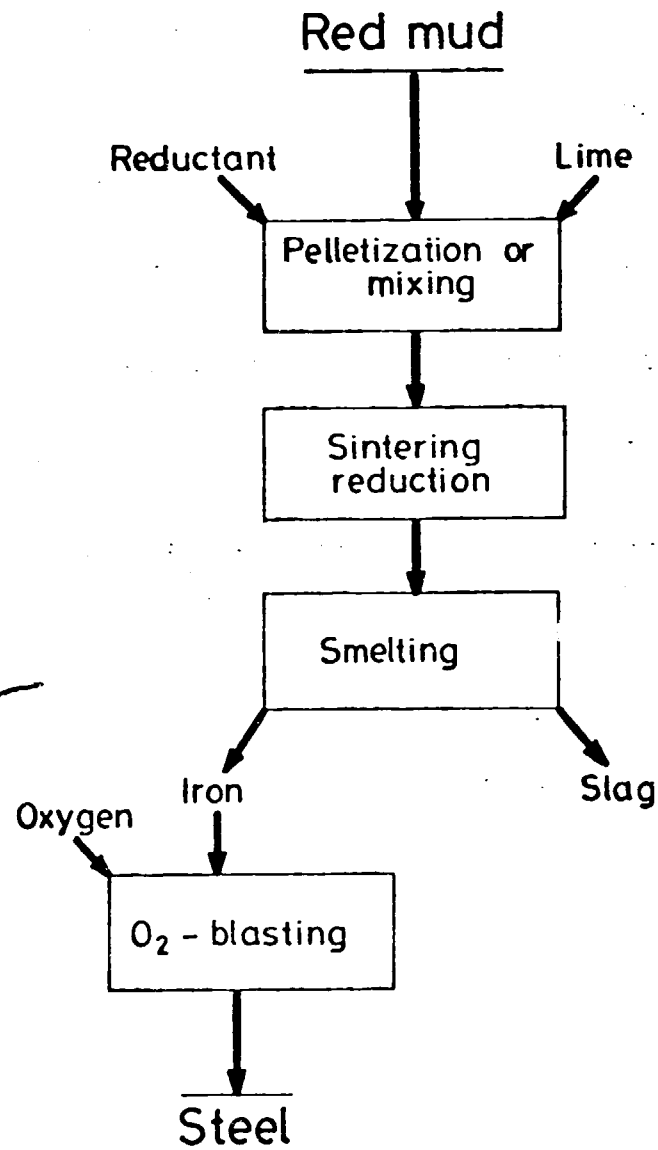 Red mud
Reductant
Lime
Pelletization or
mixing
Sintering
reduction
Smelting
Iron
Slag
Oxygen
O₂ - blasting
Steel